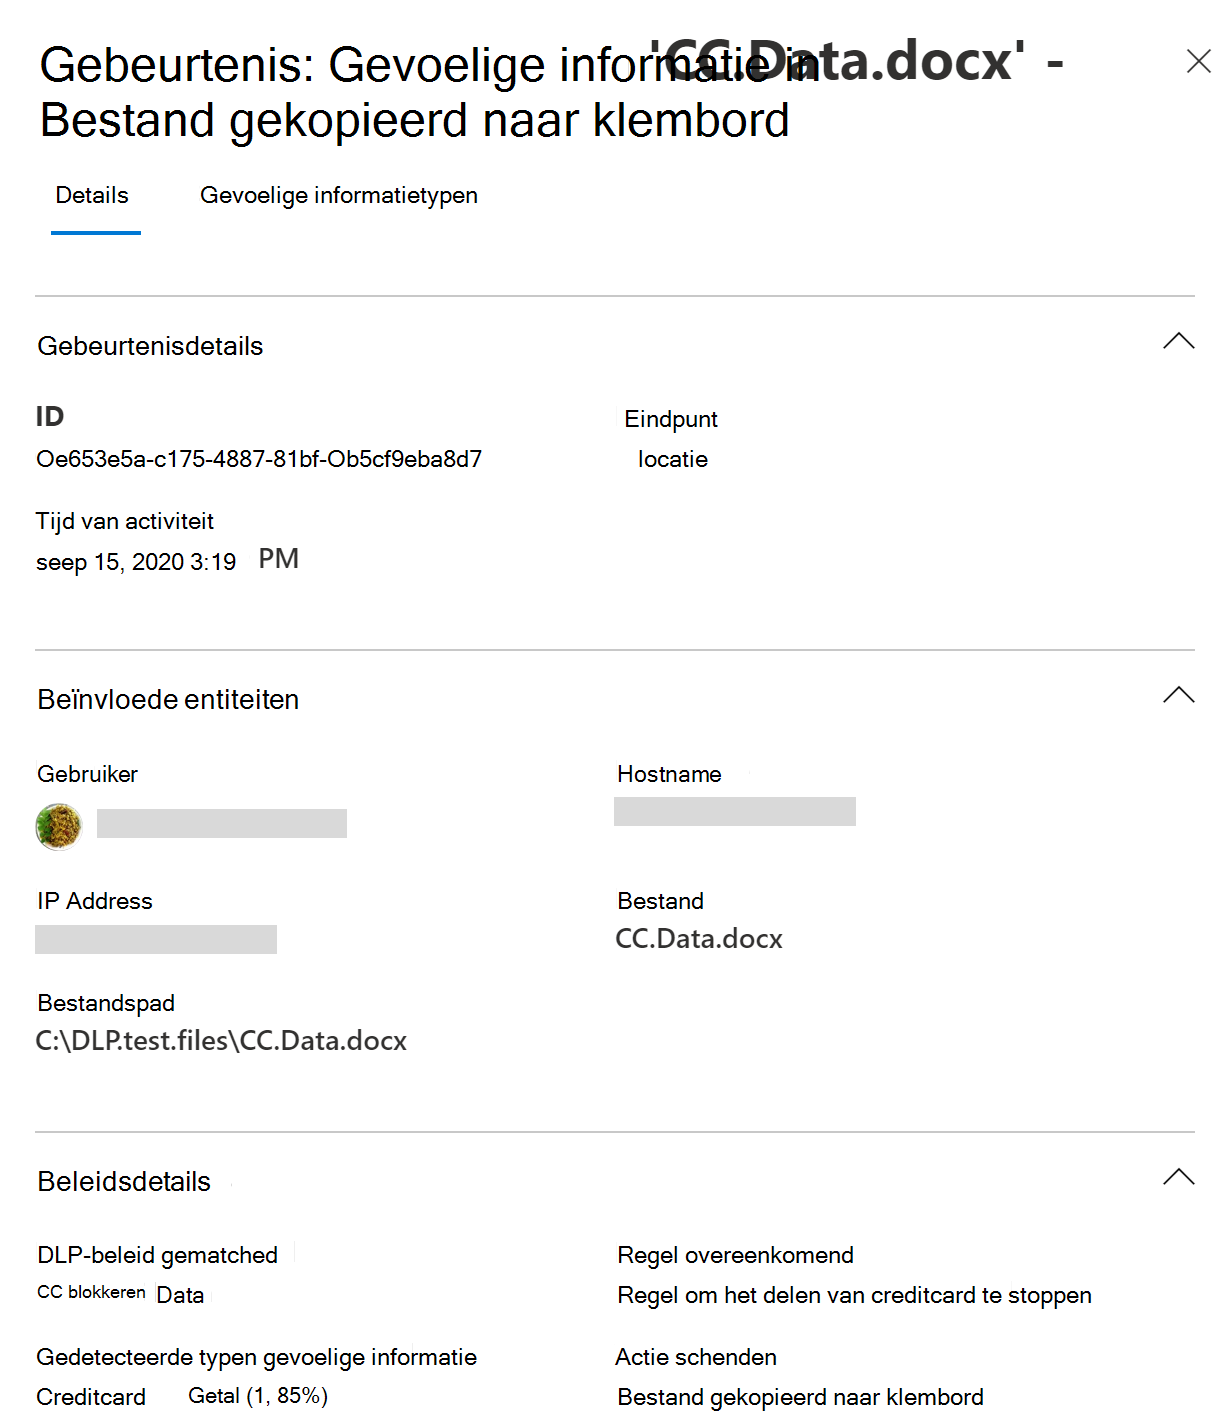 Gebeurtenis: Gevoelige informatie in 'CC.Data.docx' -
Bestand gekopieerd naar klembord
Details Gevoelige informatietypen
Gebeurtenisdetails
ID Eindpunt
Oe653e5a-c175-4887-81bf-Ob5cf9eba8d7 locatie
Tijd van activiteit
seep 15, 2020 3:19 PM
Beïnvloede entiteiten
Gebruiker Hostname
IP Address Bestand
CC.Data.docx
Bestandspad
C:\DLP.test.files\CC.Data.docx
Beleidsdetails
DLP-beleid gematched Regel overeenkomend
CC blokkeren Data Regel om het delen van creditcard te stoppen
Gedetecteerde typen gevoelige informatie Actie schenden
Creditcard Getal (1, 85%) Bestand gekopieerd naar klembord